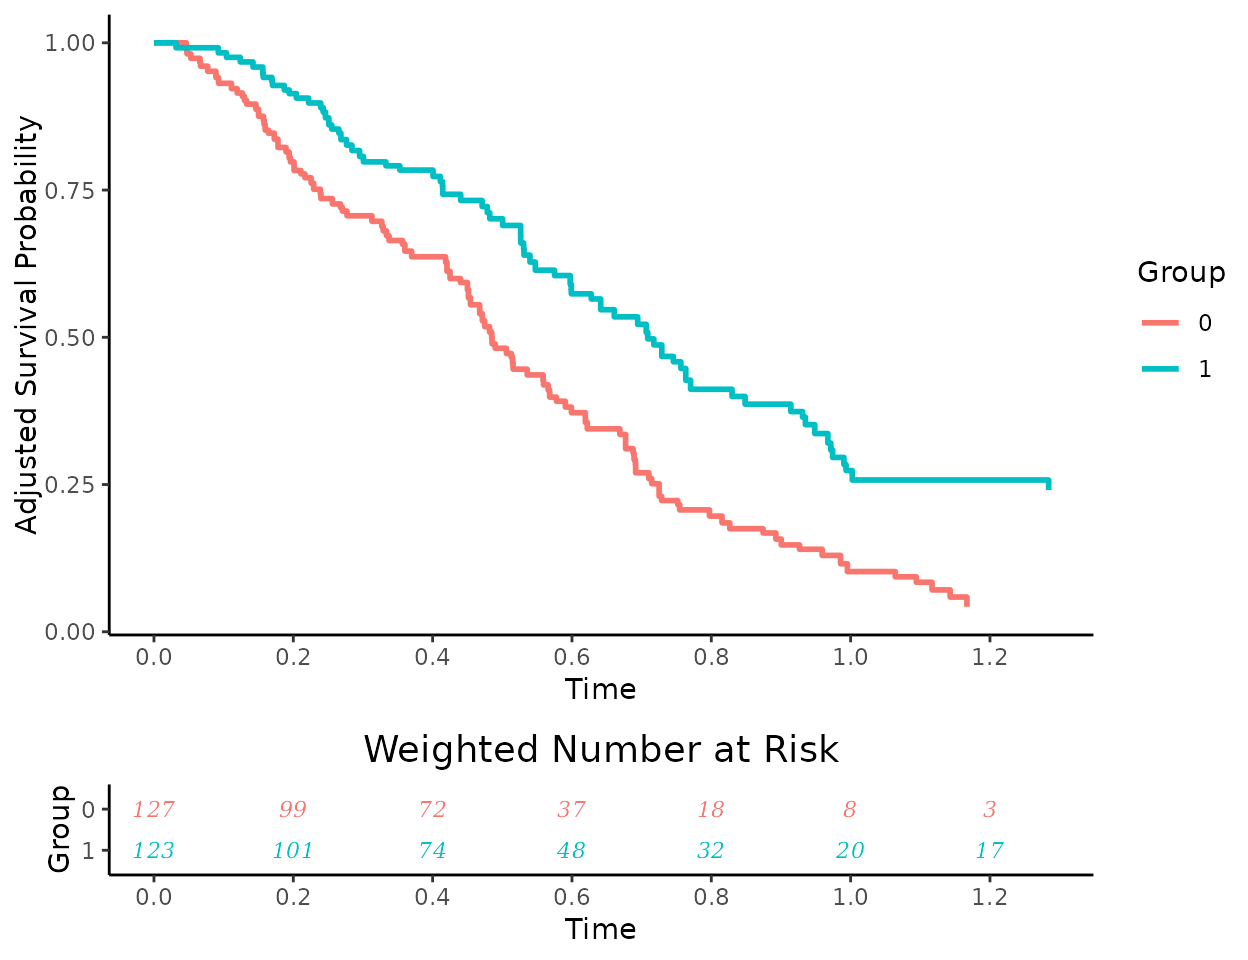 1.00
0.75
0.50
0.25
0.00
Adjusted Survival Probability
0.0 0.2 0.4 0.6 0.8 1.0 1.2
Time
Group
0
1
Weighted Number at Risk
Group
0 127 99 72 37 18 8 3
1 123 101 74 48 32 20 17
0.0 0.2 0.4 0.6 0.8 1.0 1.2
Time